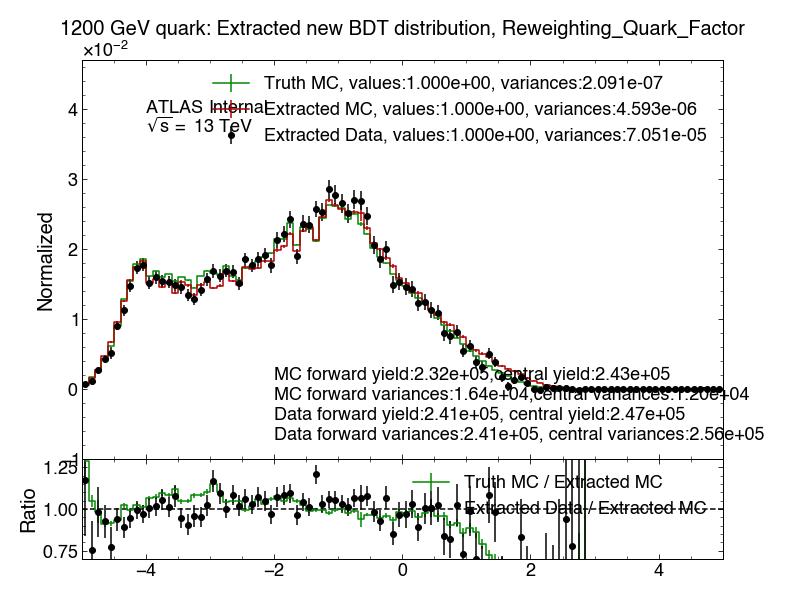 1200 GeV quark: Extracted new BDT distribution, Reweighting_Quark_Factor
×10−2
Truth MC, values:1.000e+00, variances:2.091e-07
ATLAS Internal
Extracted MC, values:1.000e+00, variances:4.593e-06
√s = 13 TeV
Extracted Data, values:1.000e+00, variances:7.051e-05
4
3
2
1
0
1
Normalized
MC forward yield:2.32e+05,central yield:2.43e+05
MC forward variances:1.64e+04,central variances:1.20e+04
Data forward yield:2.41e+05, central yield:2.47e+05
Data forward variances:2.41e+05, central variances:2.56e+05
Truth MC / Extracted MC
Extracted Data / Extracted MC
1.25
1.00
0.75
Ratio
−4 −2 0 2 4